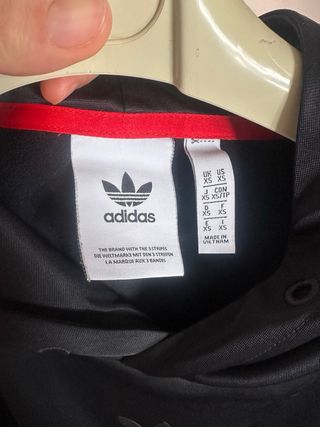 adidas
THE BRAND WITH THE 3 STRIPES
DIE WELTMARKE MIT DEN 3 STREIFEN
LA MARQUE AUX 3 BANDES
UK US
XS XS
J CDN
XS XS/TP
D F
XS XS
E I
XS XS
MADE IN
VIETNAM